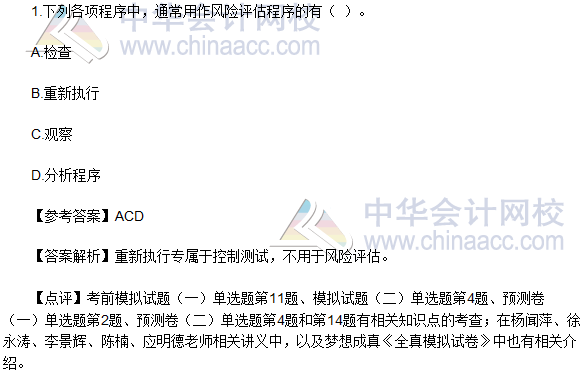 1.下列各项程序中，通常用作风险评估程序的有（ ）。
中华会计网校
www.chinaacc.com
A.检查
B.重新执行
C.观察
D.分析程序
【参考答案】ACD
中华会计网校
www.chinaacc.com
【答案解析】重新执行专属于控制测试，不用于风险评估。
【点评】考前模拟试题（一）单选题第11题、模拟试题（二）单选题第4题、预测卷
（一）单选题第2题、预测卷（二）单选题第4题和第14题有相关知识点的考查；在杨闻萍、徐
永涛、李景辉、陈楠、应明德老师相关讲义中，以及梦想成真《全真模拟试卷》中也有相关介
绍。